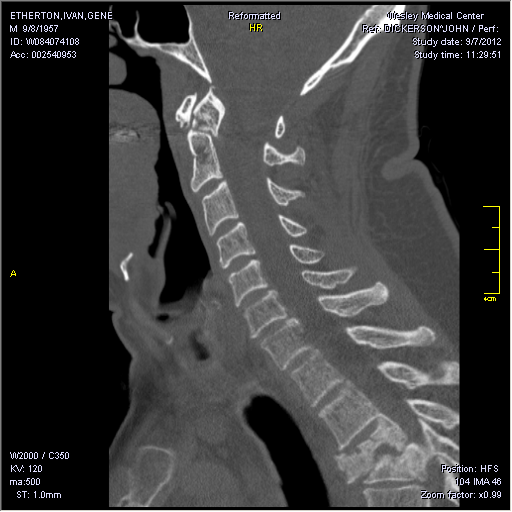 ETHERTON,IVAN,GENE
M 9/8/1957
ID: W084074108
Acc: 002540953
Reformatted
HR
Wesley Medical Center
Ref: DICKERSON^JOHN / Perf:
Study date: 9/7/2012
Study time: 11:29:51
A
4cm
W2000 / C350
KV: 120
ma:500
ST: 1.0mm
Position: HFS
104 IMA 46
Zoom factor: x0.99